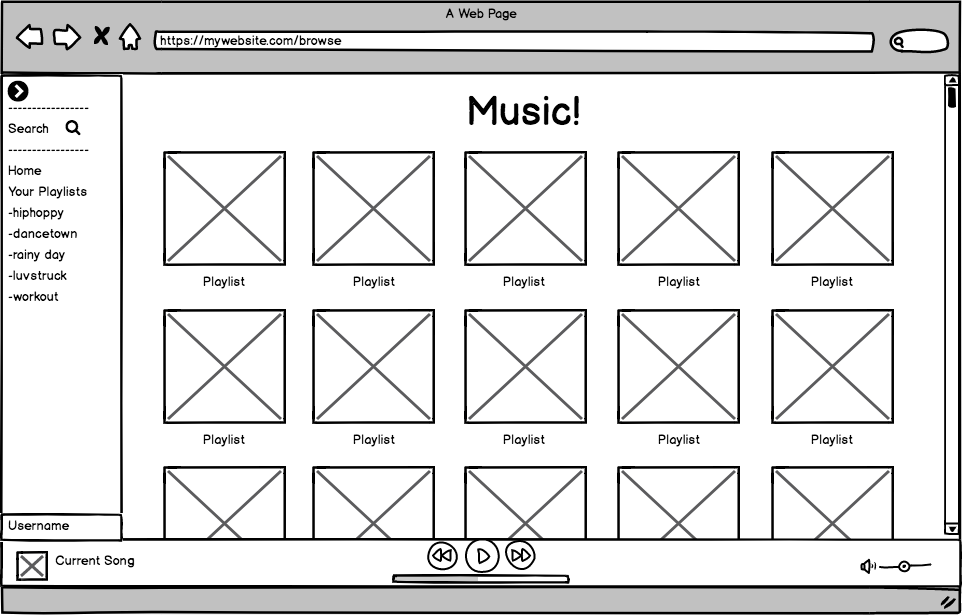 A Web Page
https://mywebsite.com/browse
Search
Home
Your Playlists
-hiphoppy
-dancetown
-rainy day
-luvstruck
-workout
Username
Music!
Playlist Playlist Playlist Playlist Playlist
Playlist Playlist Playlist Playlist Playlist
Current Song